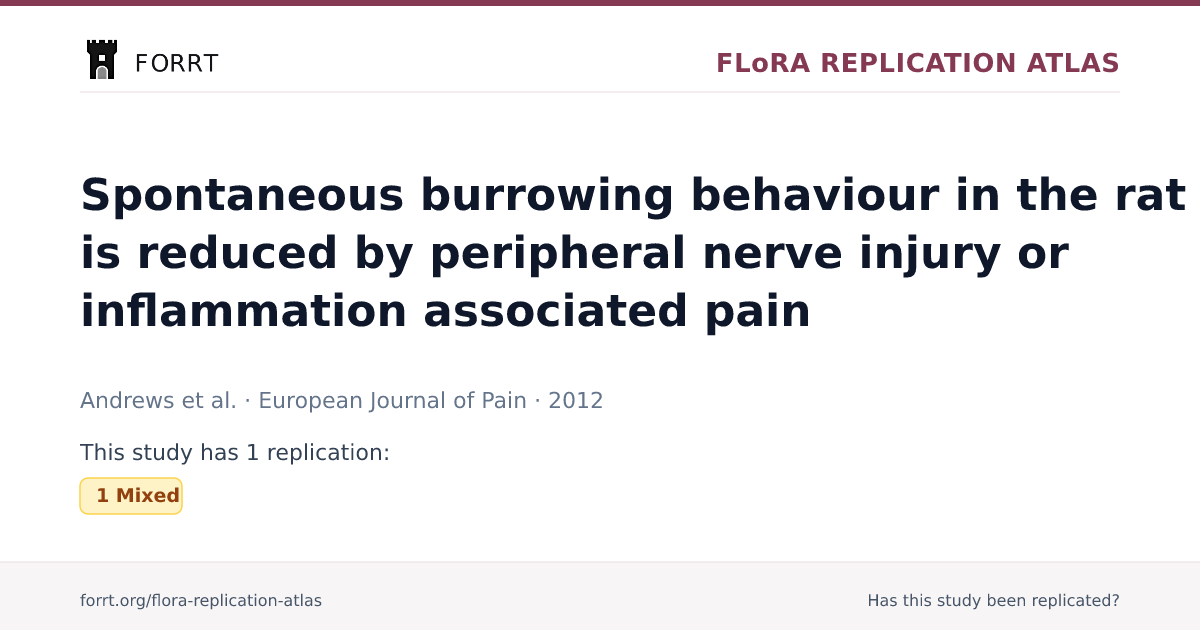 FORRT
FLoRA REPLICATION ATLAS
Spontaneous burrowing behaviour in the rat
is reduced by peripheral nerve injury or
inflammation associated pain
Andrews et al. · European Journal of Pain · 2012
This study has 1 replication:
1 Mixed
forrt.org/flora-replication-atlas
Has this study been replicated?